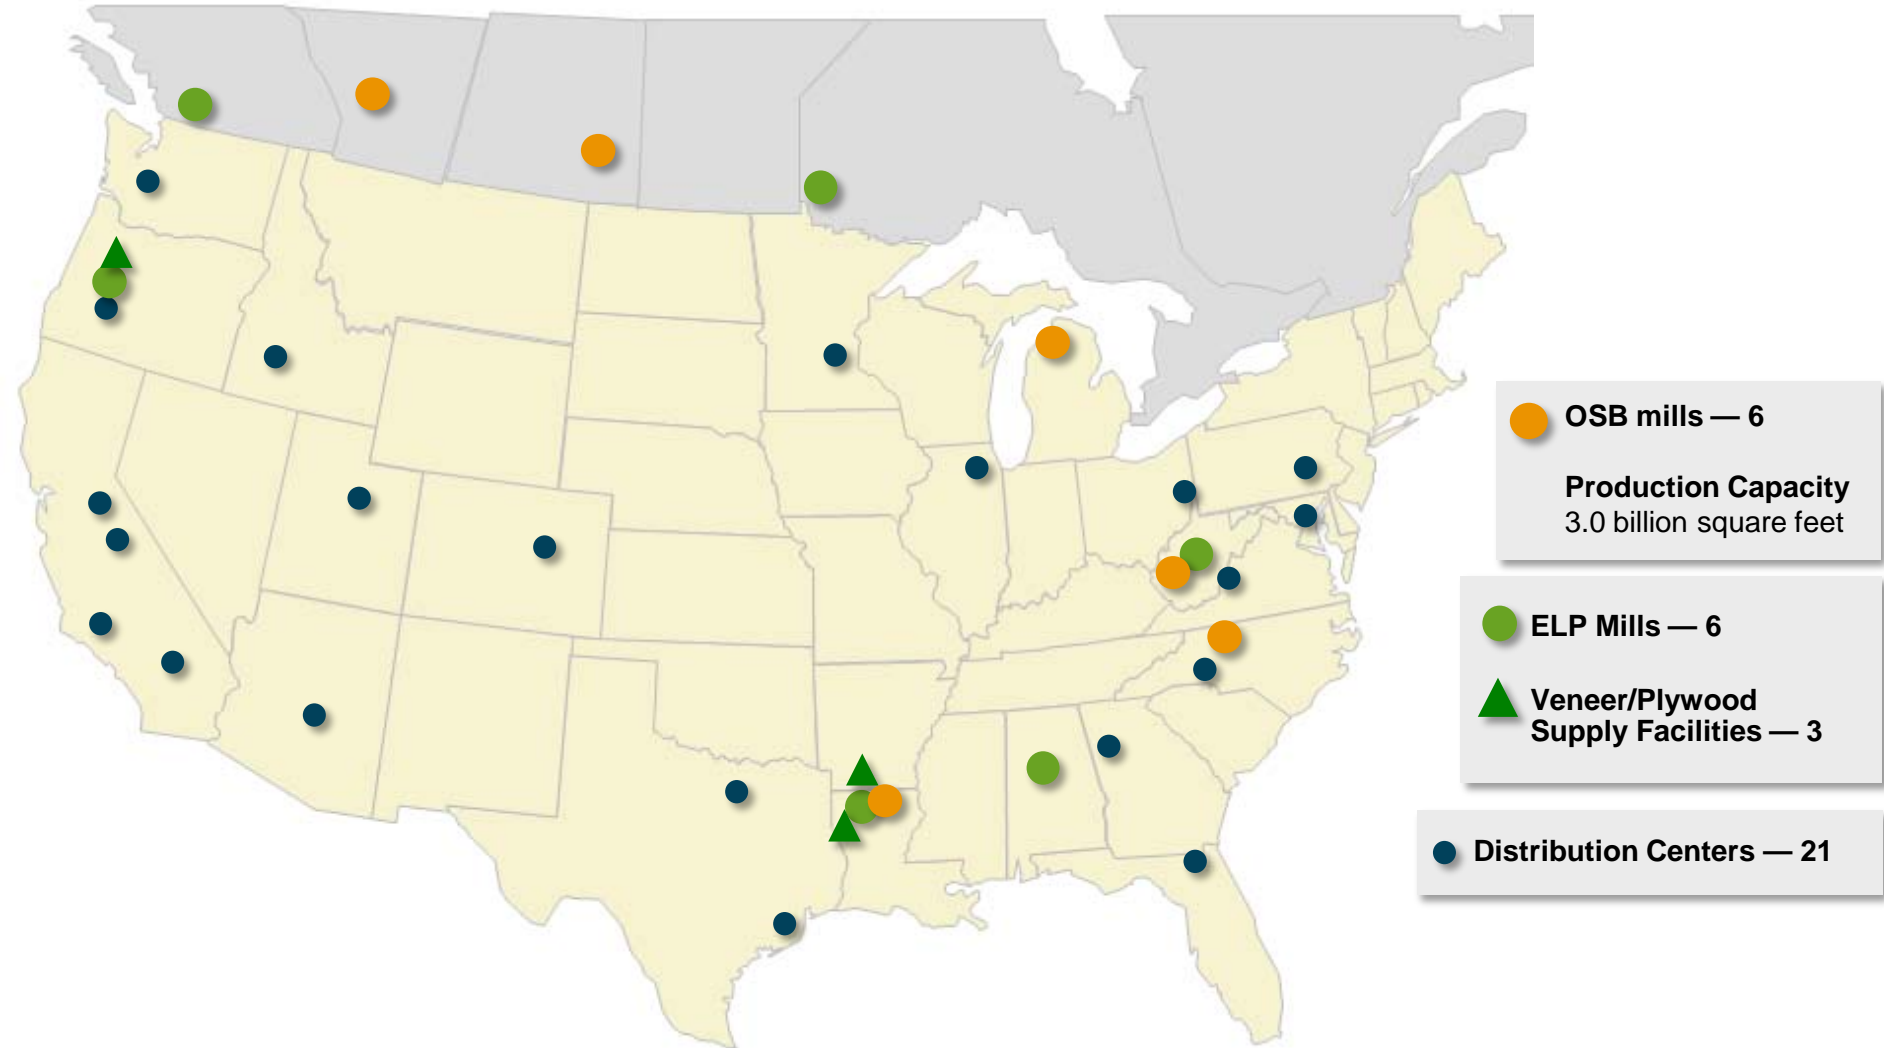 OSB mills — 6
Production Capacity
3.0 billion square feet
ELP Mills — 6
Veneer/Plywood
Supply Facilities — 3
Distribution Centers — 21